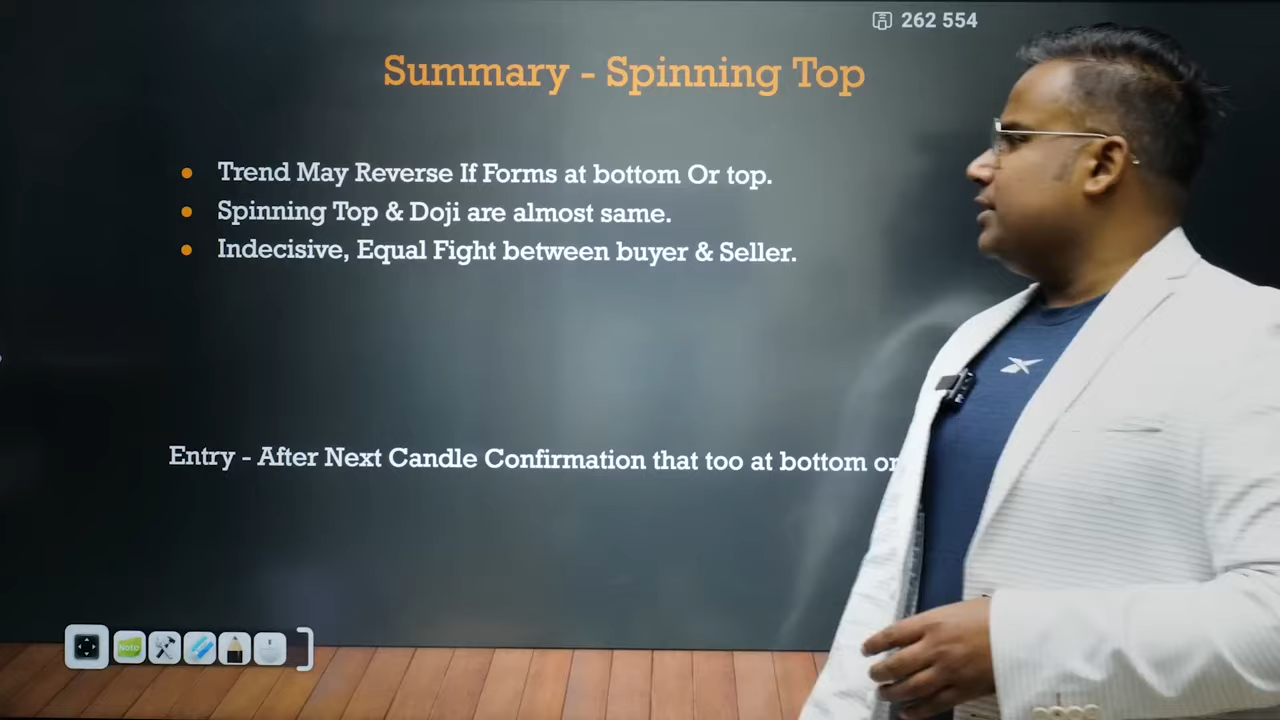 262 554
Summary - Spinning Top
Trend May Reverse If Forms at bottom Or top.
Spinning Top & Doji are almost same.
Indecisive, Equal Fight between buyer & Seller.
Entry - After Next Candle Confirmation that too at bottom or
NOTE